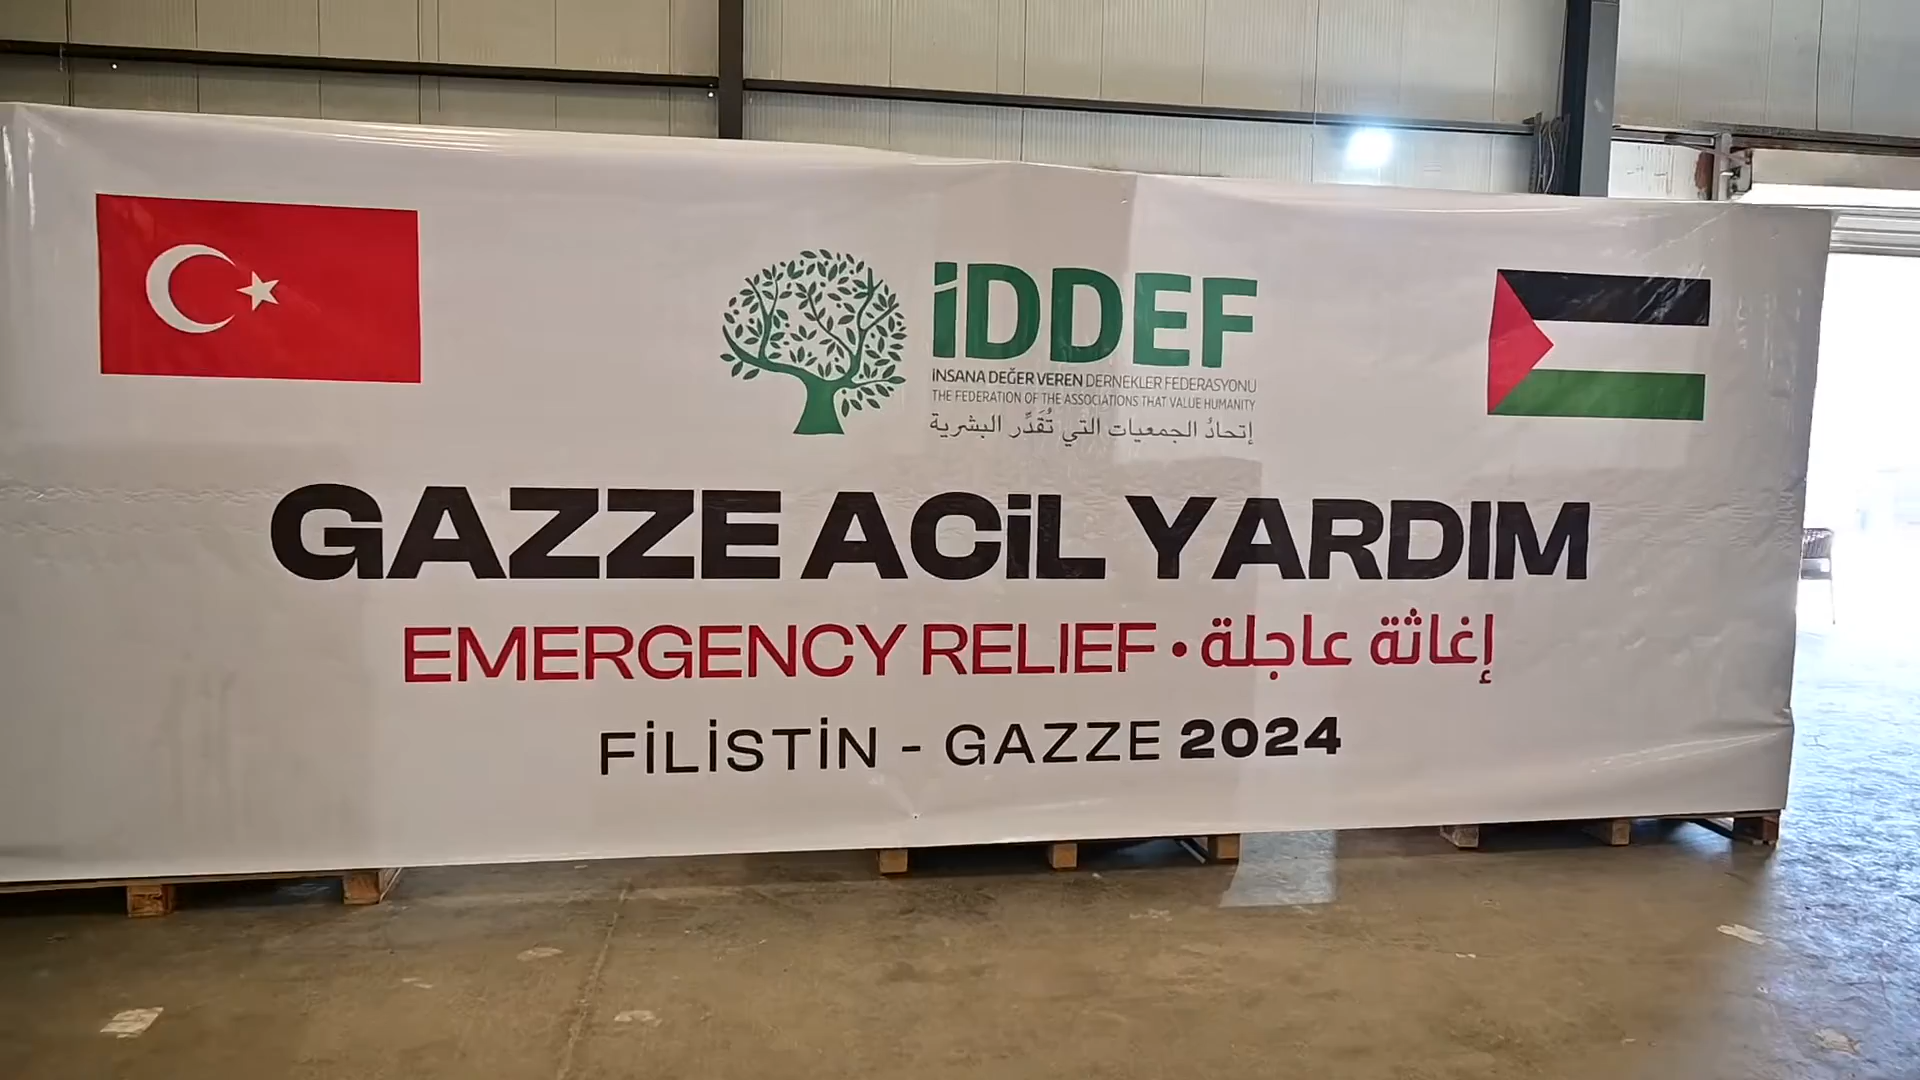 iDDEF
İNSANA DEĞER VEREN DERNEKLER FEDERASYONU
THE FEDERATION OF THE ASSOCIATIONS THAT VALUE HUMANITY
إتحادُ الجمعيات التي تُقَدِّر البشرية
GAZZE ACİL YARDIM
EMERGENCY RELIEF • إغاثة عاجلة
FİLİSTİN - GAZZE 2024